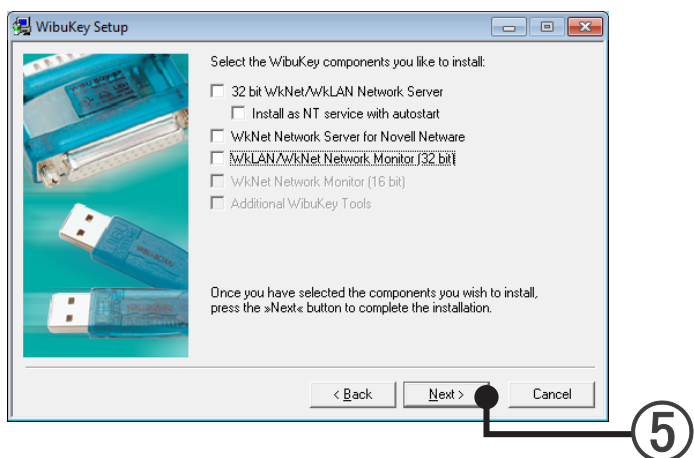 WibuKey Setup
Select the WibuKey components you like to install:
32 bit WkNet/WkLAN Network Server
Install as NT service with autostart
WkNet Network Server for Novell Netware
WkLAN/WkNet Network Monitor (32 bit)
WkNet Network Monitor (16 bit)
Additional WibuKey Tools
Once you have selected the components you wish to install,
press the »Next« button to complete the installation.
< Back
Next >
Cancel
5